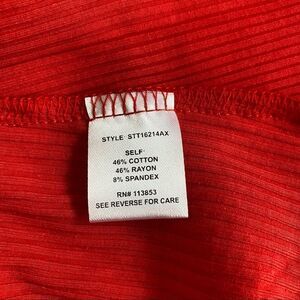 STYLE STT16214AX
SELF
46% COTTON
46% RAYON
8% SPANDEX
RN# 113853
SEE REVERSE FOR CARE